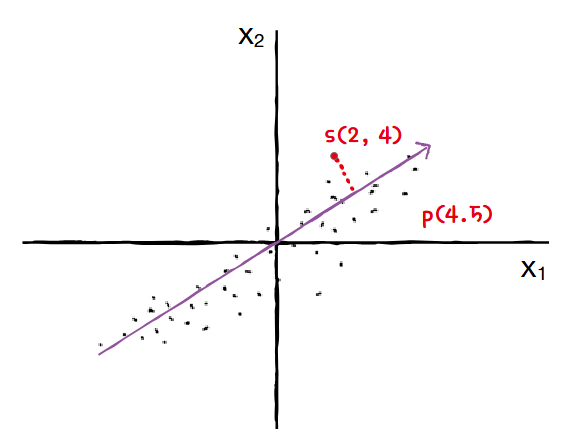 X2
s(2, 4)
p(4.5)
X1